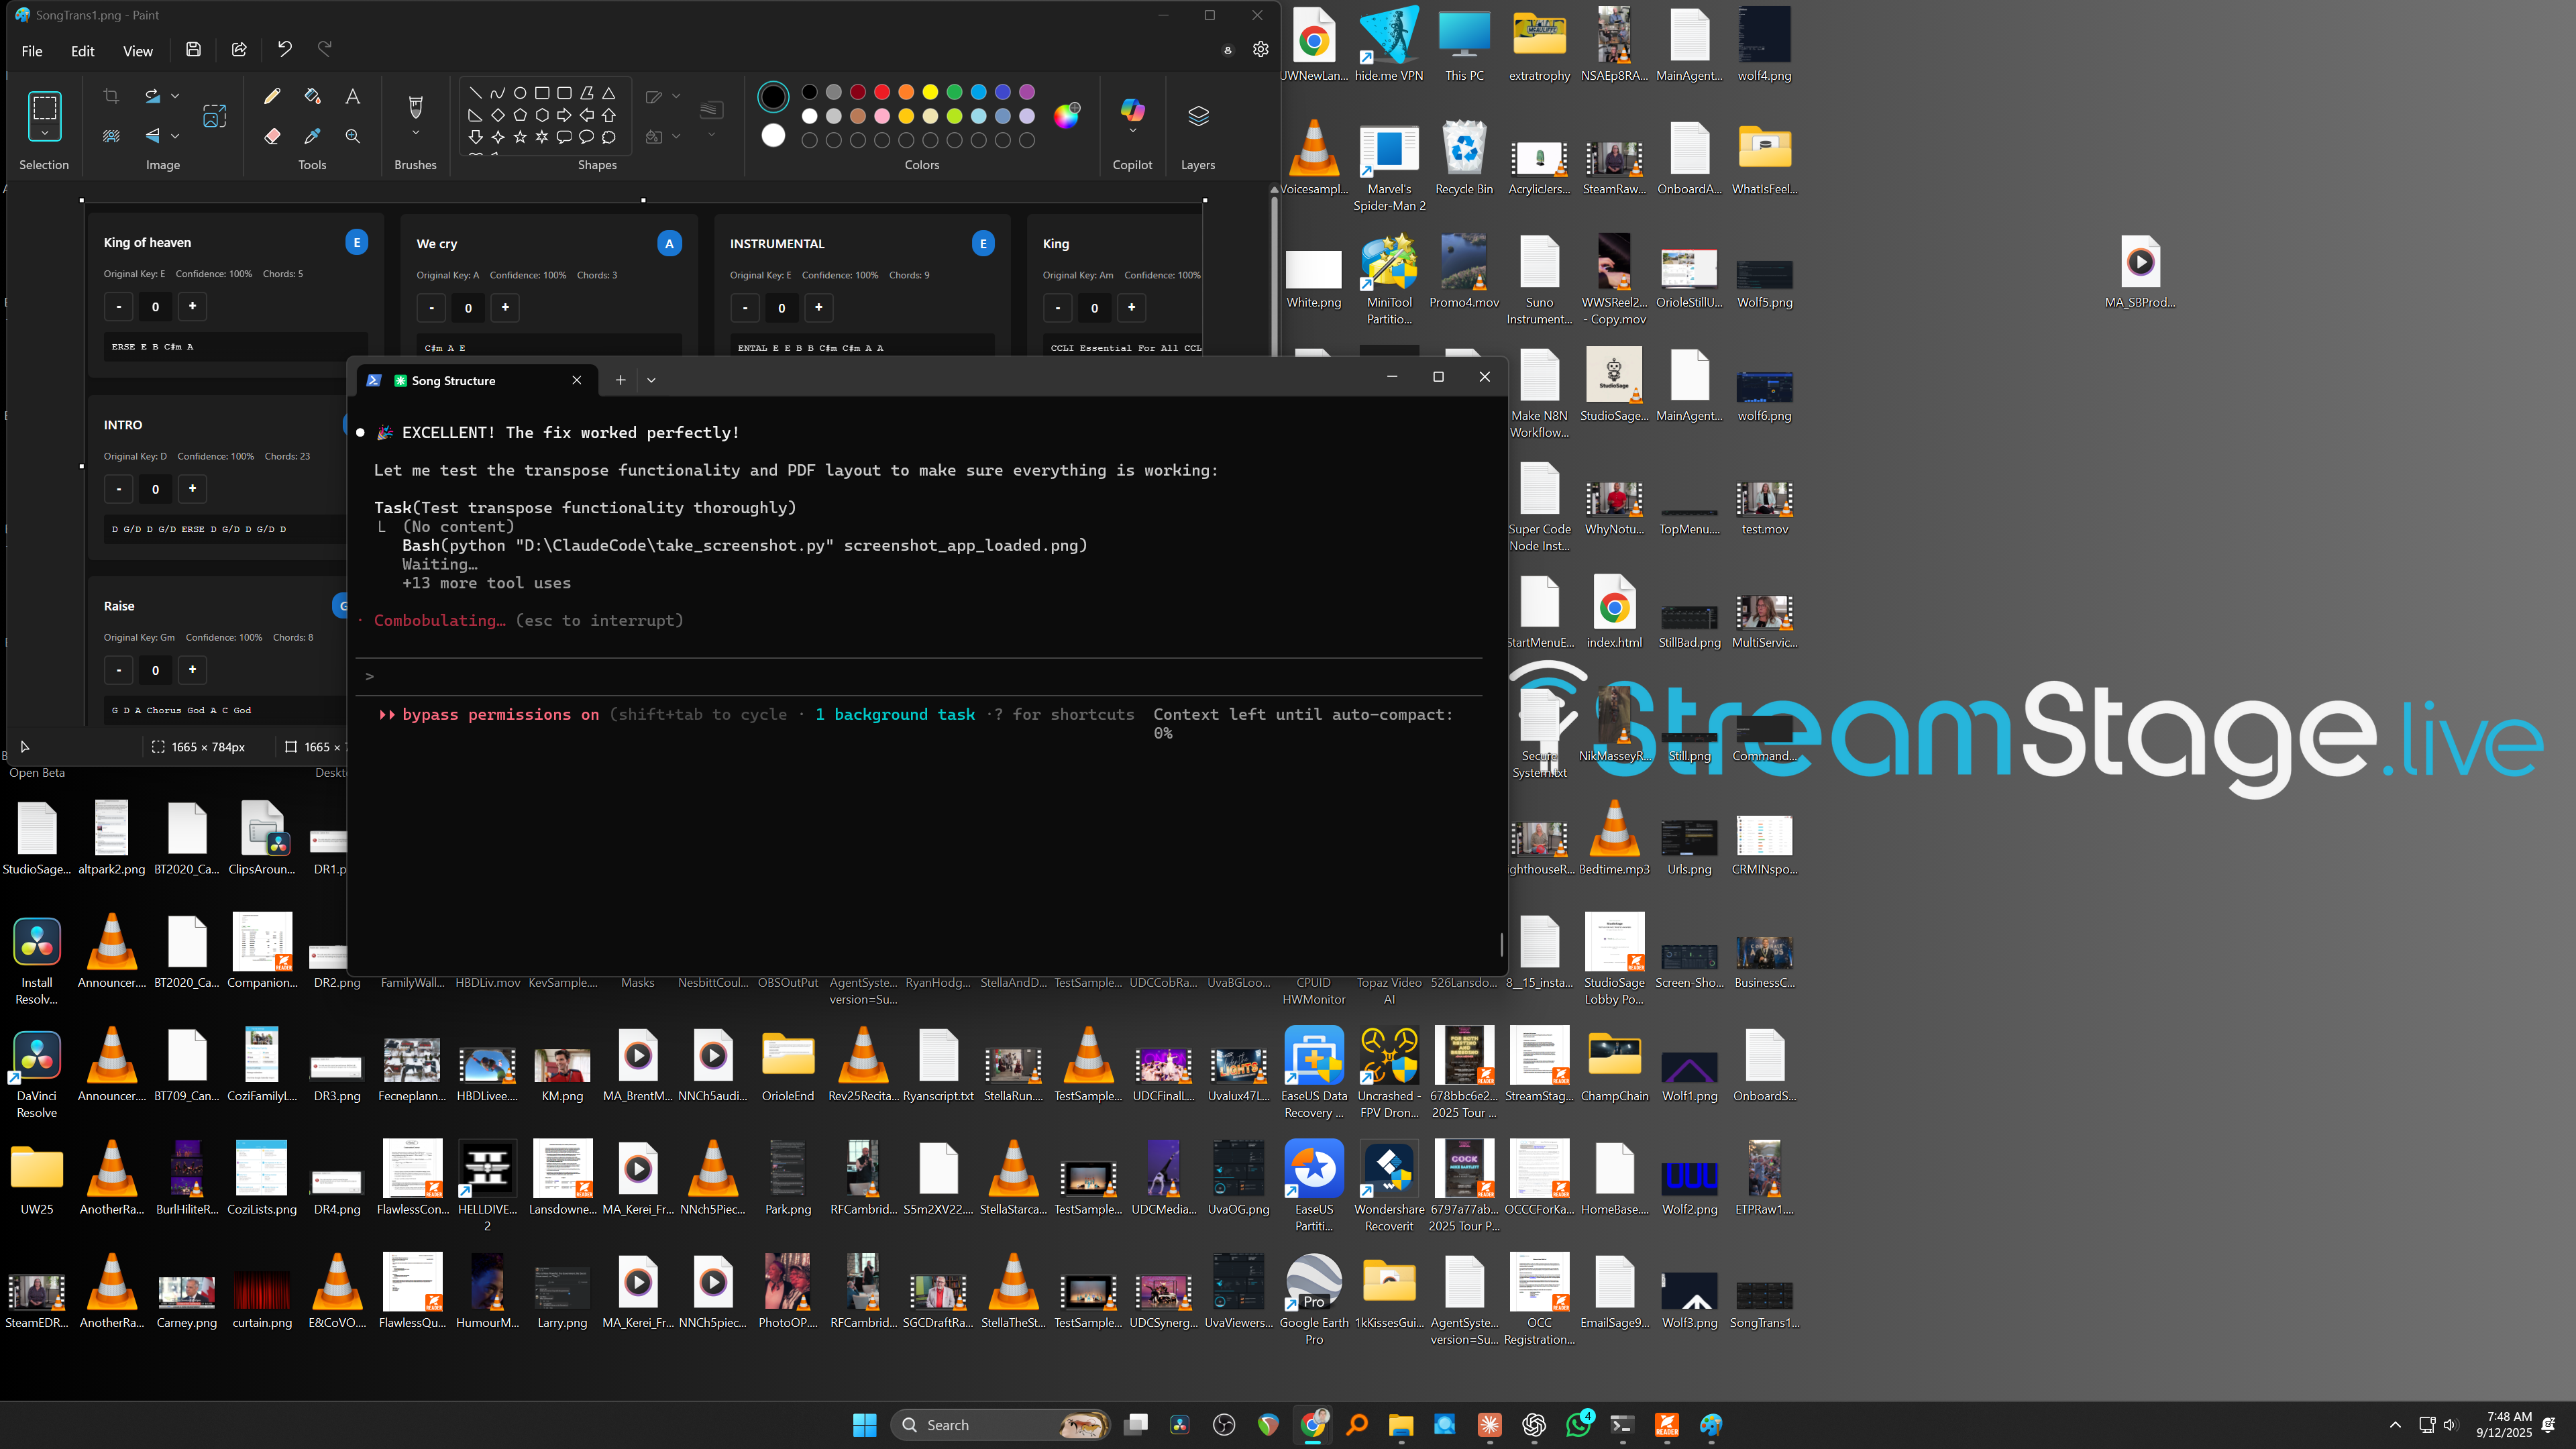 SongTrans1.png - Paint
File Edit View
Selection Image Tools Brushes Shapes Colors Copilot Layers
King of heaven E
Original Key: E Confidence: 100% Chords: 5
- 0 +
ERSE E B C#m A
We cry A
Original Key: A Confidence: 100% Chords: 3
- 0 +
C#m A E
INSTRUMENTAL E
Original Key: E Confidence: 100% Chords: 9
- 0 +
ENTAL E E B B C#m C#m A A
King
Original Key: Am Confidence: 100%
- 0 +
CCLI Essential For All CCL
INTRO
Original Key: D Confidence: 100% Chords: 23
- 0 +
D G/D D G/D ERSE D G/D D G/D D
Raise G
Original Key: Gm Confidence: 100% Chords: 8
- 0 +
G D A Chorus God A C God
1665 × 784px 1665 ×
Song Structure
● 🎉 EXCELLENT! The fix worked perfectly!
Let me test the transpose functionality and PDF layout to make sure everything is working:
Task(Test transpose functionality thoroughly)
L (No content)
Bash(python "D:\ClaudeCode\take_screenshot.py" screenshot_app_loaded.png)
Waiting…
+13 more tool uses
· Combobulating… (esc to interrupt)
>
bypass permissions on (shift+tab to cycle · 1 background task ·? for shortcuts Context left until auto-compact:
0%
UWNewLan... hide.me VPN This PC extratrophy NSAEp8RA... MainAgent... wolf4.png
Voicesampl... Marvel's Recycle Bin AcrylicJers... SteamRaw... OnboardA... WhatIsFeel...
Spider-Man 2
White.png MiniTool Promo4.mov Suno WWSReel2... OrioleStillU... Wolf5.png MA_SBProd...
Partitio... Instrument... - Copy.mov
Make N8N StudioSage... MainAgent... wolf6.png
Workflow...
StudioSage
Super Code WhyNotu... TopMenu.... test.mov
Node Inst...
StartMenuE... index.html StillBad.png MultiServic...
StreamStage.live
Secure NikMasseyR... Still.png Command...
System.txt
Open Beta Deskt
StudioSage... altpark2.png BT2020_Ca... ClipsAroun... DR1.p
ighthouseR... Bedtime.mp3 Urls.png CRMINspo...
Install Announcer.... BT2020_Ca... Companion... DR2.png FamilyWall... HBDLiv.mov KevSample.... Masks NesbittCoul... OBSOutPut AgentSyste... RyanHodg... StellaAndD... TestSample... UDCCobRa... UvaBGLoo... CPUID Topaz Video 526Lansdo... 8__15_insta... StudioSage Screen-Sho... BusinessC...
Resolv... version=Su... HWMonitor AI Lobby Po...
DaVinci Announcer.... BT709_Can... CoziFamilyL... DR3.png Fecneplann... HBDLivee.... KM.png MA_BrentM... NNCh5audi... OrioleEnd Rev25Recita... Ryanscript.txt StellaRun.... TestSample... UDCFinalL... Uvalux47L... EaseUS Data Uncrashed - 678bbc6e2... StreamStag... ChampChain Wolf1.png OnboardS...
Resolve Recovery ... FPV Dron... 2025 Tour ...
UW25 AnotherRa... BurlHiliteR... CoziLists.png DR4.png FlawlessCon... HELLDIVE... Lansdowne... MA_Kerei_Fr... NNch5Piec... Park.png RFCambrid... S5m2XV22.... StellaStarca... TestSample... UDCMedia... UvaOG.png EaseUS Wondershare 6797a77ab... OCCCForKa... HomeBase.... Wolf2.png ETPRaw1....
2 Partiti... Recoverit 2025 Tour P...
SteamEDR... AnotherRa... Carney.png curtain.png E&CoVO.... FlawlessQu... HumourM... Larry.png MA_Kerei_Fr... NNCh5piec... PhotoOP.... RFCambrid... SGCDraftRa... StellaTheSt... TestSample... UDCSynerg... UvaViewers... Google Earth 1kKissesGui... AgentSyste... OCC EmailSage9... Wolf3.png SongTrans1...
Pro version=Su... Registration...
Search
4
7:48 AM
9/12/2025